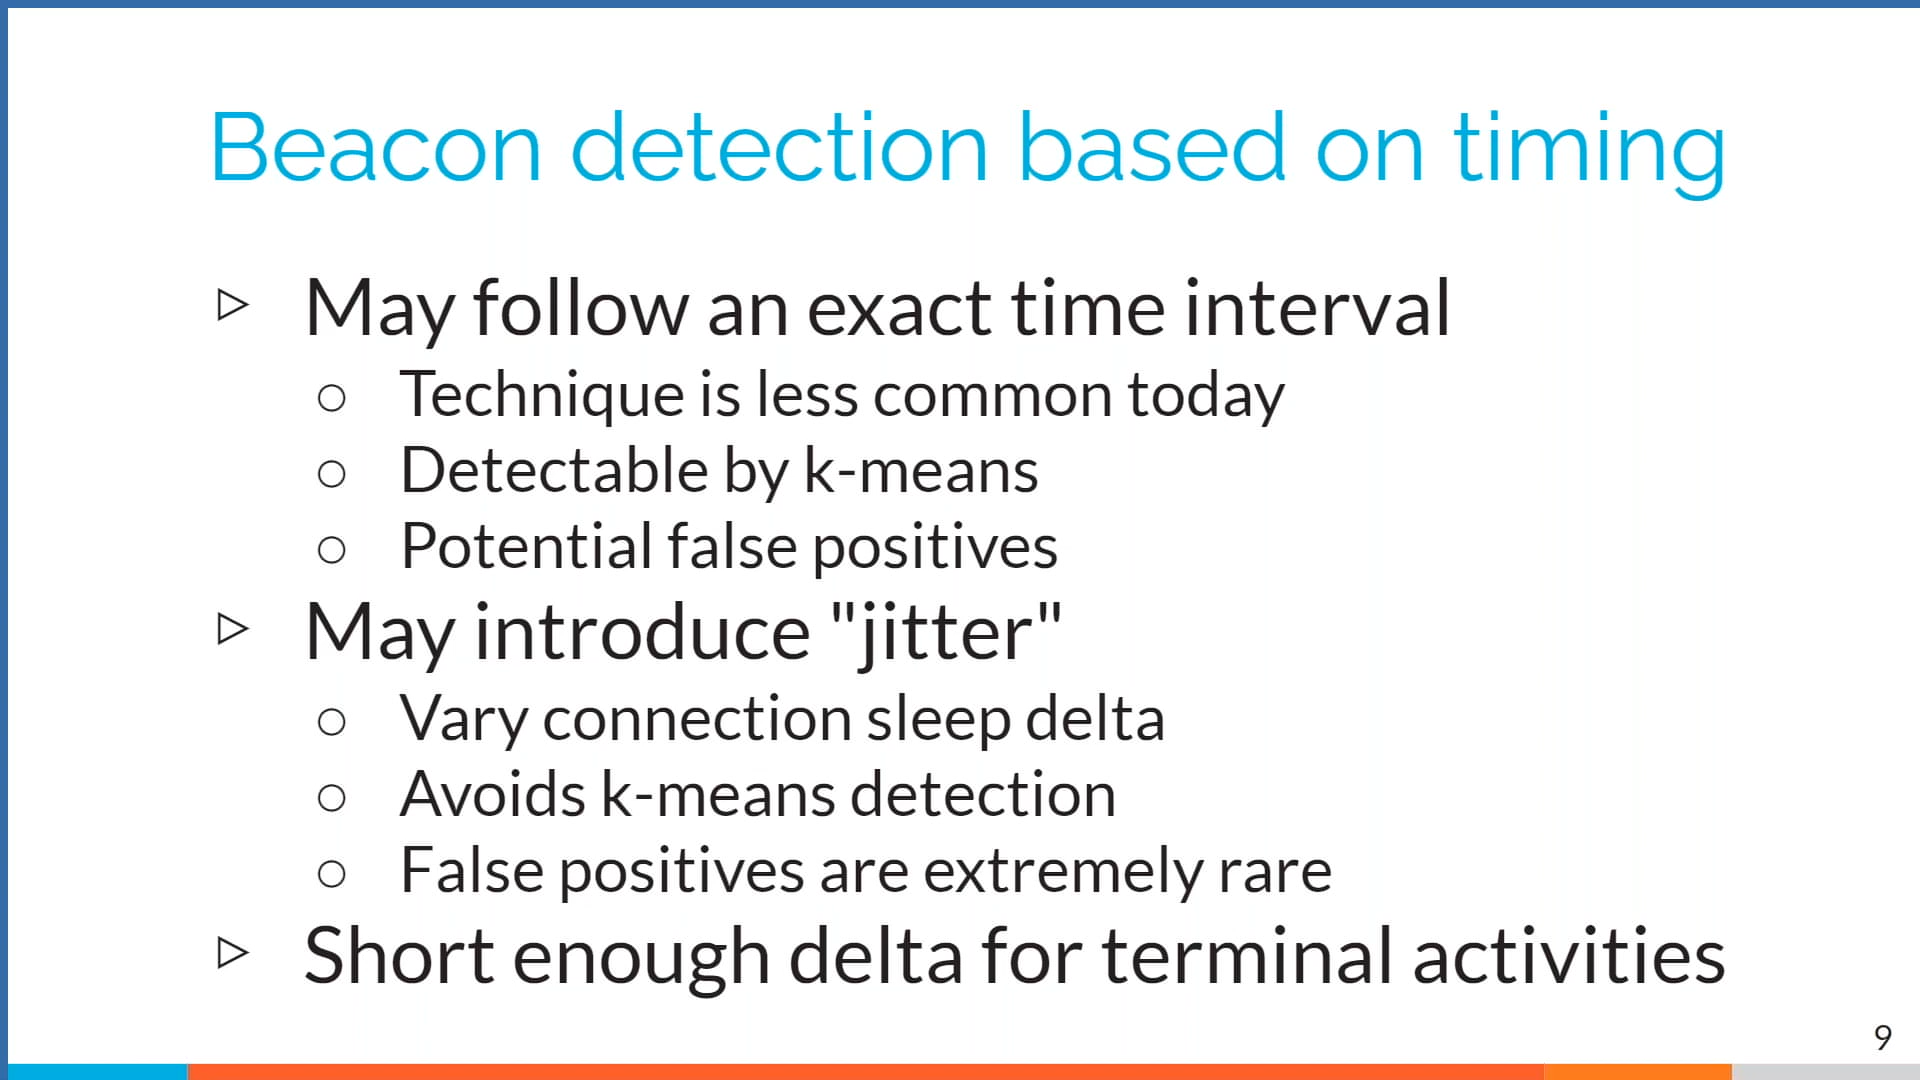 Beacon detection based on timing
▷ May follow an exact time interval
○ Technique is less common today
○ Detectable by k-means
○ Potential false positives
▷ May introduce "jitter"
○ Vary connection sleep delta
○ Avoids k-means detection
○ False positives are extremely rare
▷ Short enough delta for terminal activities
9